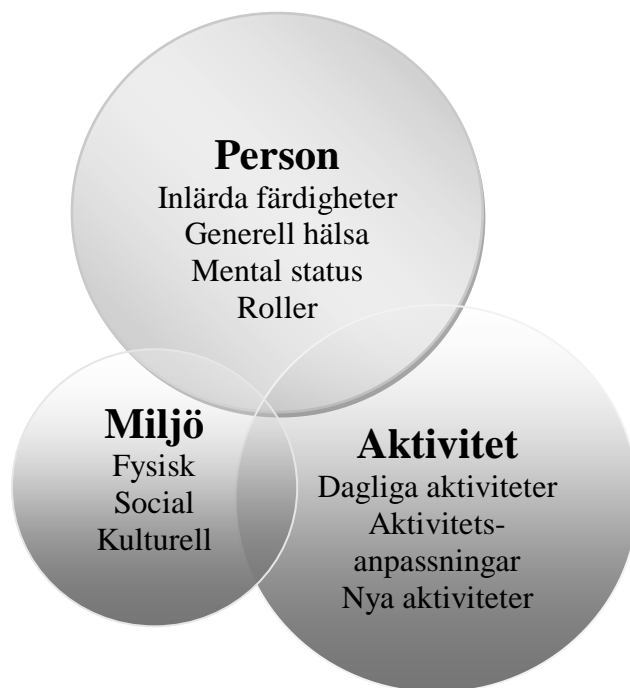 Person
Inlärda färdigheter
Generell hälsa
Mental status
Roller
Miljö
Fysisk
Social
Kulturell
Aktivitet
Dagliga aktiviteter
Aktivitets-
anpassningar
Nya aktiviteter